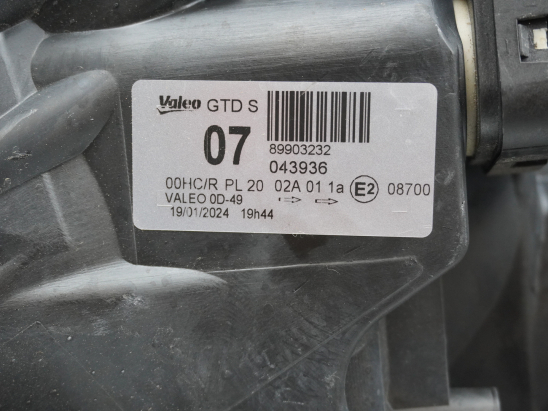 Valeo GTD S
07
89903232
043936
00HC/R PL 20 02A 01 1a E2 08700
VALEO 0D-49
19/01/2024 19h44